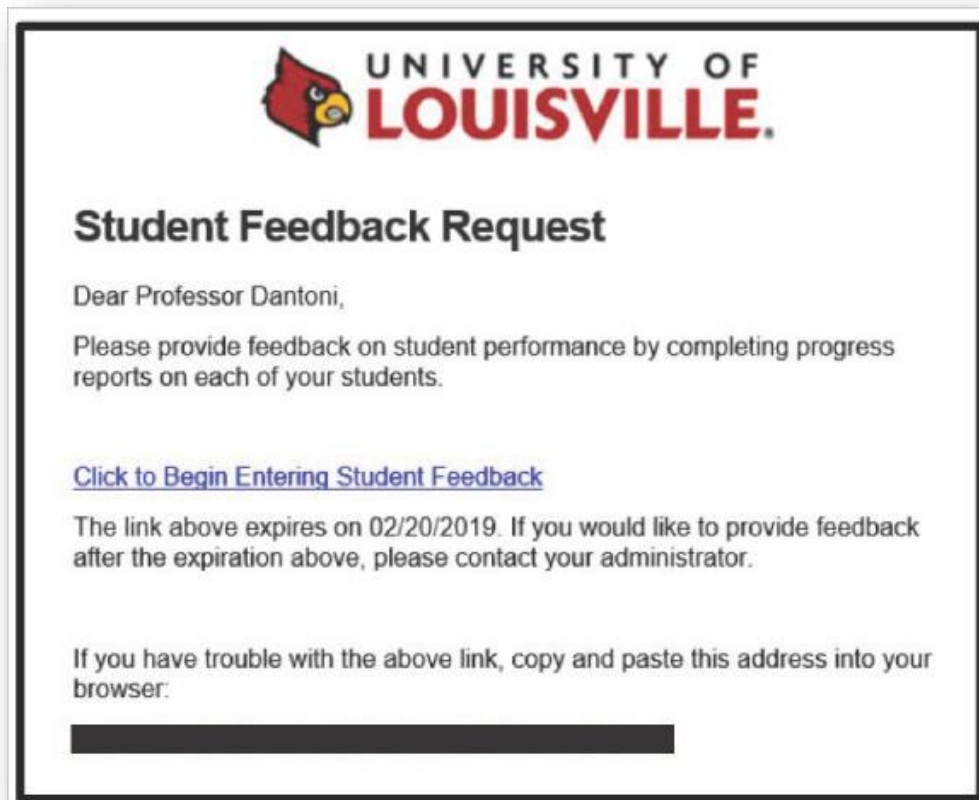 UNIVERSITY OF
LOUISVILLE.
Student Feedback Request
Dear Professor Dantoni,
Please provide feedback on student performance by completing progress
reports on each of your students.
Click to Begin Entering Student Feedback
The link above expires on 02/20/2019. If you would like to provide feedback
after the expiration above, please contact your administrator.
If you have trouble with the above link, copy and paste this address into your
browser: